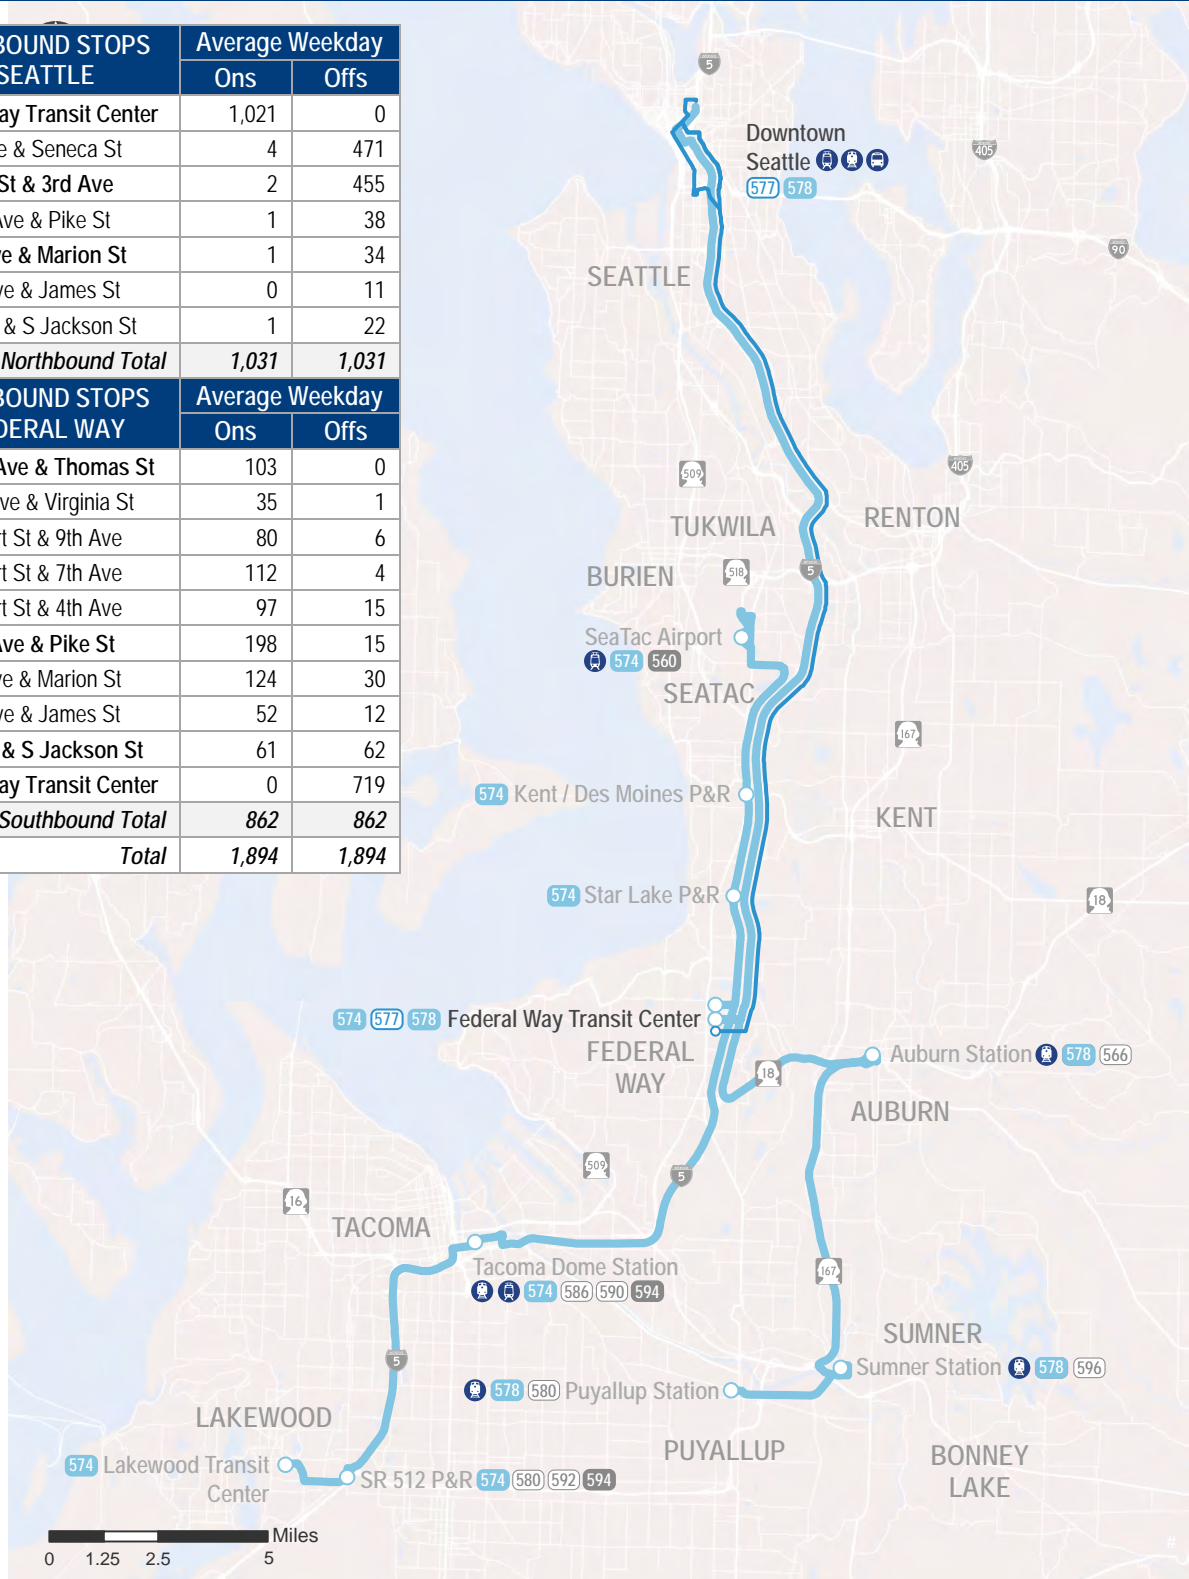 BOUND STOPS
SEATTLE
Average Weekday
Ons Offs
ay Transit Center 1,021 0
e & Seneca St 4 471
St & 3rd Ave 2 455
Ave & Pike St 1 38
ve & Marion St 1 34
ve & James St 0 11
& S Jackson St 1 22
Northbound Total 1,031 1,031
BOUND STOPS
DERAL WAY
Average Weekday
Ons Offs
Ave & Thomas St 103 0
ve & Virginia St 35 1
rt St & 9th Ave 80 6
rt St & 7th Ave 112 4
rt St & 4th Ave 97 15
Ave & Pike St 198 15
ve & Marion St 124 30
ve & James St 52 12
& S Jackson St 61 62
ay Transit Center 0 719
Southbound Total 862 862
Total 1,894 1,894
5
Downtown
Seattle
577 578
405
90
SEATTLE
509
405
TUKWILA
RENTON
BURIEN
518
5
SeaTac Airport
574 560
SEATAC
167
574 Kent / Des Moines P&R
KENT
574 Star Lake P&R
18
574 577 578 Federal Way Transit Center
FEDERAL
WAY
18
Auburn Station 578 566
AUBURN
509
5
16
TACOMA
Tacoma Dome Station
574 586 590 594
167
SUMNER
5
Sumner Station 578 596
578 580 Puyallup Station
LAKEWOOD
PUYALLUP
BONNEY
LAKE
574 Lakewood Transit
Center
SR 512 P&R 574 580 592 594
Miles
0 1.25 2.5 5
#